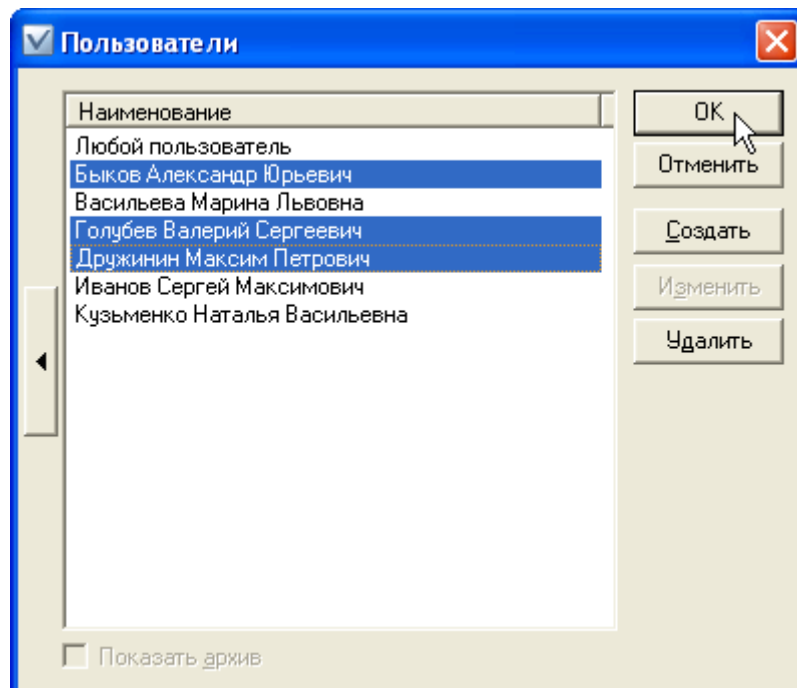 Пользователи
Наименование
Любой пользователь
Быков Александр Юрьевич
Васильева Марина Львовна
Голубев Валерий Сергеевич
Дружинин Максим Петрович
Иванов Сергей Максимович
Кузьменко Наталья Васильевна
Показать архив
OK
Отменить
Создать
Изменить
Удалить